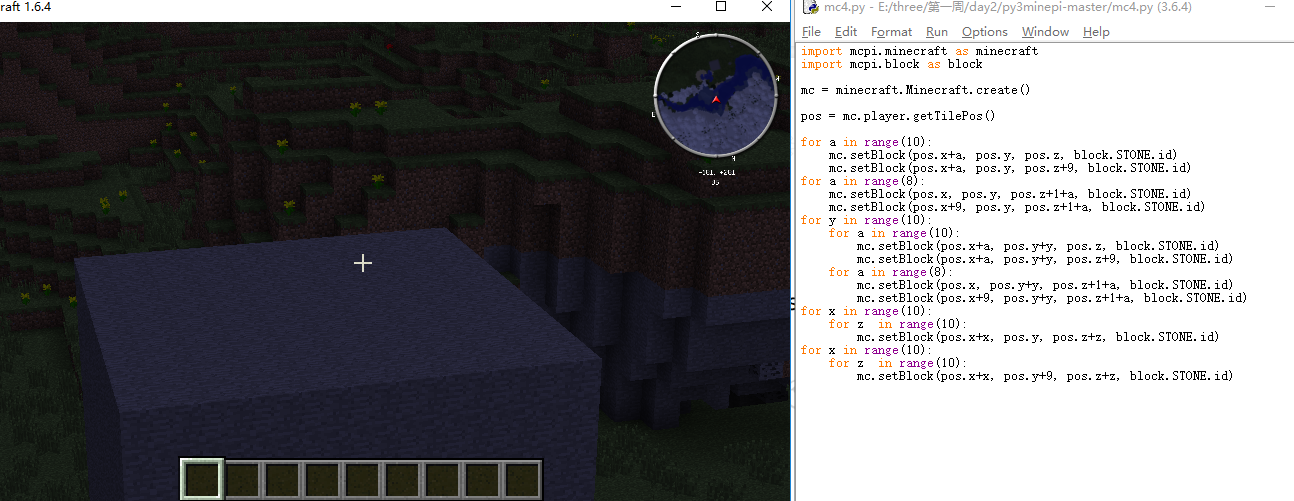 raft 1.6.4
mc4.py - E:/three/第一周/day2/py3minepi-master/mc4.py (3.6.4)
File Edit Format Run Options Window Help
import mcpi.minecraft as minecraft
import mcpi.block as block
mc = minecraft.Minecraft.create()
pos = mc.player.getTilePos()
for a in range(10):
    mc.setBlock(pos.x+a, pos.y, pos.z, block.STONE.id)
    mc.setBlock(pos.x+a, pos.y, pos.z+9, block.STONE.id)
for a in range(8):
    mc.setBlock(pos.x, pos.y, pos.z+1+a, block.STONE.id)
    mc.setBlock(pos.x+9, pos.y, pos.z+1+a, block.STONE.id)
for y in range(10):
    for a in range(10):
        mc.setBlock(pos.x+a, pos.y+y, pos.z, block.STONE.id)
        mc.setBlock(pos.x+a, pos.y+y, pos.z+9, block.STONE.id)
    for a in range(8):
        mc.setBlock(pos.x, pos.y+y, pos.z+1+a, block.STONE.id)
        mc.setBlock(pos.x+9, pos.y+y, pos.z+1+a, block.STONE.id)
for x in range(10):
    for z  in range(10):
        mc.setBlock(pos.x+x, pos.y, pos.z+z, block.STONE.id)
for x in range(10):
    for z  in range(10):
        mc.setBlock(pos.x+x, pos.y+9, pos.z+z, block.STONE.id)